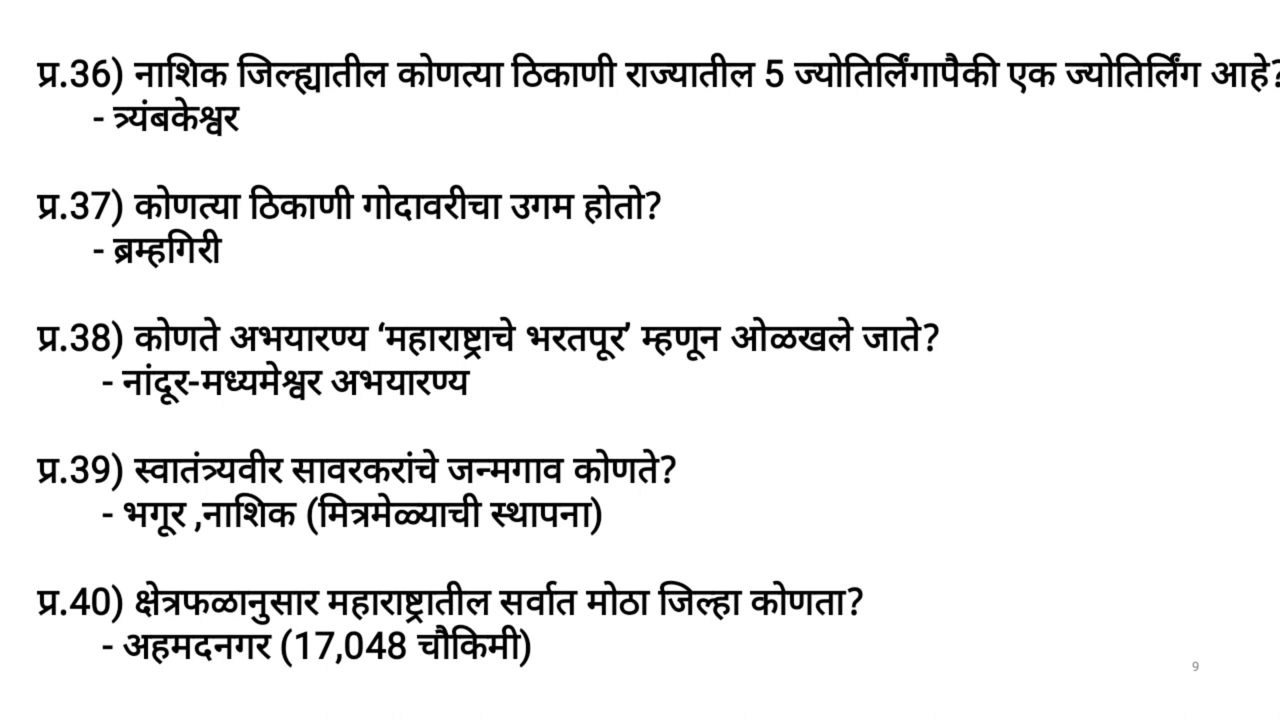 प्र.36) नाशिक जिल्ह्यातील कोणत्या ठिकाणी राज्यातील 5 ज्योतिर्लिंगापैकी एक ज्योतिर्लिंग आहे?
- त्र्यंबकेश्वर
प्र.37) कोणत्या ठिकाणी गोदावरीचा उगम होतो?
- ब्रम्हगिरी
प्र.38) कोणते अभयारण्य ‘महाराष्ट्राचे भरतपूर’ म्हणून ओळखले जाते?
- नांदूर-मध्यमेश्वर अभयारण्य
प्र.39) स्वातंत्र्यवीर सावरकरांचे जन्मगाव कोणते?
- भगूर ,नाशिक (मित्रमेळ्याची स्थापना)
प्र.40) क्षेत्रफळानुसार महाराष्ट्रातील सर्वात मोठा जिल्हा कोणता?
- अहमदनगर (17,048 चौकिमी)
9